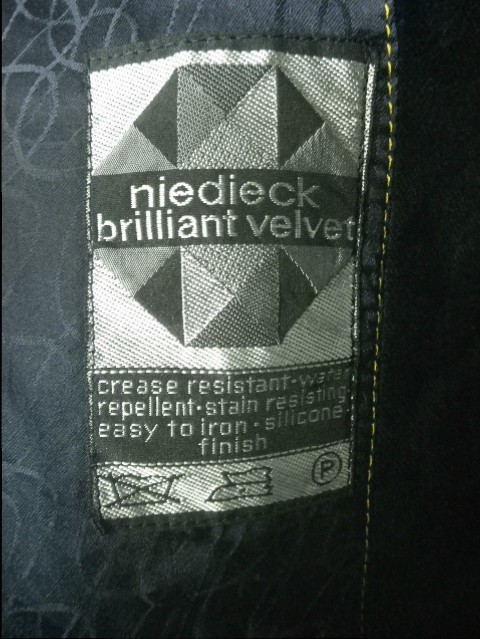 niedieck
brilliant velvet
crease resistant·water
repellent·stain resisting·
easy to iron·silicone·
finish
P